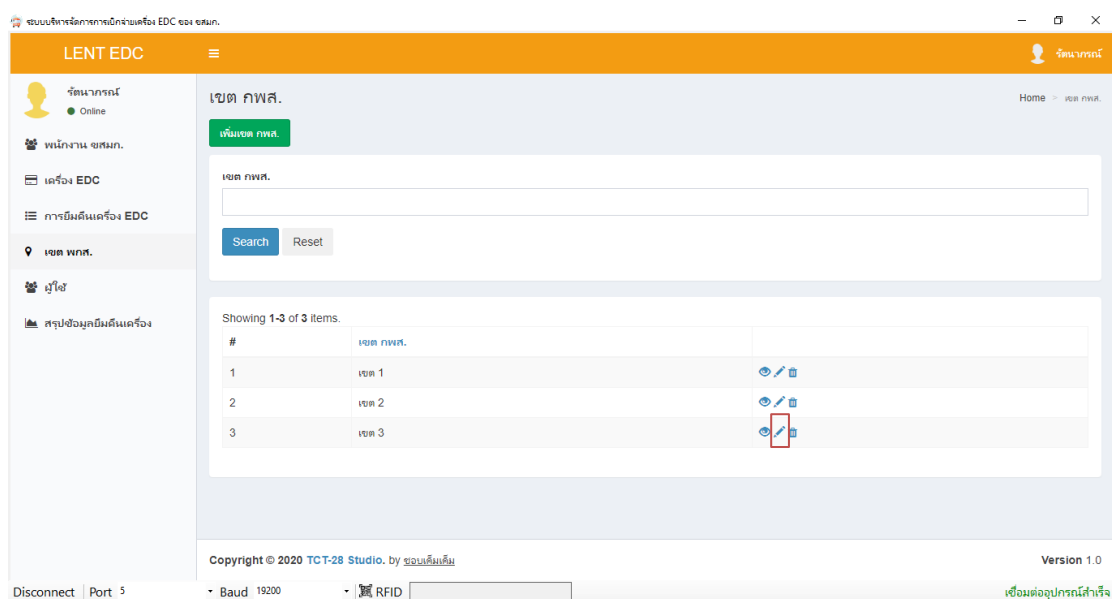 ระบบบริหารจัดการการเบิกจ่ายเครื่อง EDC ของ ขสมก.
LENT EDC
รัตนาภรณ์
รัตนาภรณ์
Online
พนักงาน ขสมก.
เครื่อง EDC
การยืมคืนเครื่อง EDC
เขต พกส.
ผู้ใช้
สรุปข้อมูลยืมคืนเครื่อง
เขต กพส.
Home > เขต กพส.
เพิ่มเขต กพส.
เขต กพส.
Search Reset
Showing 1-3 of 3 items.
# เขต กพส.
1 เขต 1
2 เขต 2
3 เขต 3
Copyright © 2020 TCT-28 Studio. by ชอบเค็มเค็ม
Version 1.0
Disconnect Port 5 Baud 19200 RFID
เชื่อมต่ออุปกรณ์สำเร็จ